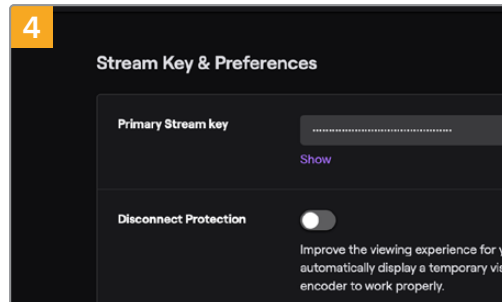 4
Stream Key & Preferences
Primary Stream key
Show
Disconnect Protection
Improve the viewing experience for
automatically display a temporary
encoder to work properly.